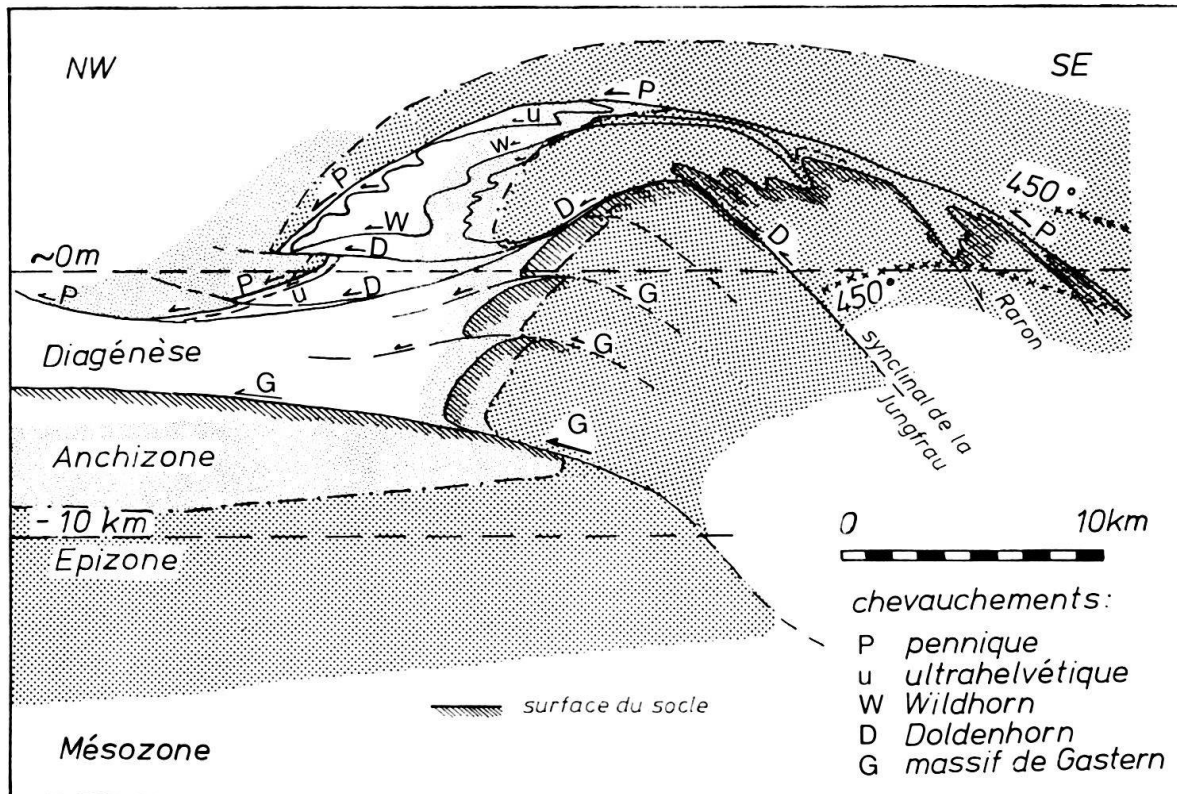 NW
SE
P
u
w
P
W
D
D
450°
P
D
~0m
P
u
D
P
G
450°
Raron
G
synclinal de la
Jungfrau
Diagénèse
G
G
Anchizone
-10 km
Epizone
0 10km
chevauchements:
P pennique
u ultrahelvétique
W Wildhorn
D Doldenhorn
G massif de Gastern
surface du socle
Mésozone